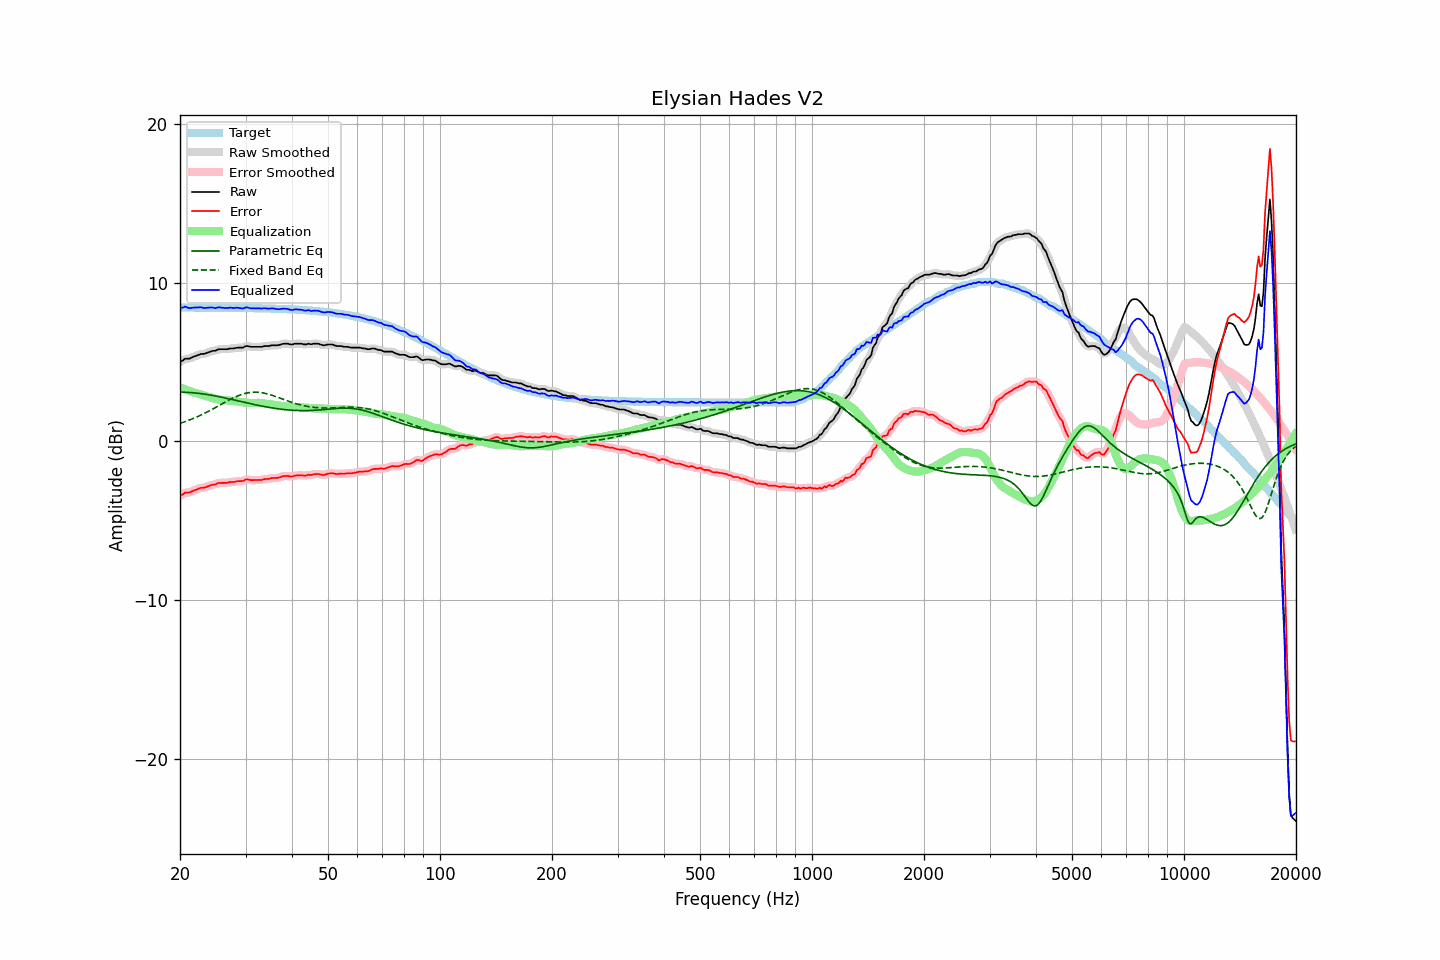 Elysian Hades V2
Target
Raw Smoothed
Error Smoothed
Raw
Error
Equalization
Parametric Eq
Fixed Band Eq
Equalized
20
10
0
−10
−20
Amplitude (dBr)
20 50 100 200 500 1000 2000 5000 10000 20000
Frequency (Hz)